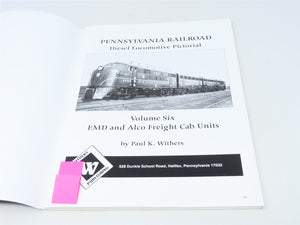 PENNSYLVANIA RAILROAD
Diesel Locomotive Pictorial
Volume Six
EMD and Alco Freight Cab Units
by Paul K. Withers
W
528 Dunkle School Road, Halifax, Pennsylvania 17032